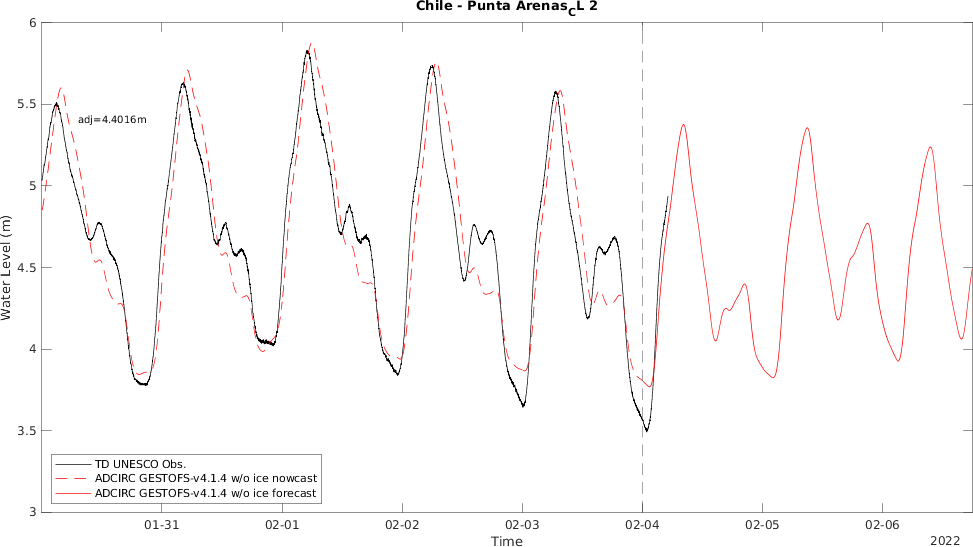 Chile - Punta Arenas_CL 2
6
5.5
5
4.5
4
3.5
3
Water Level (m)
adj=4.4016m
TD UNESCO Obs.
ADCIRC GESTOFS-v4.1.4 w/o ice nowcast
ADCIRC GESTOFS-v4.1.4 w/o ice forecast
01-31
02-01
02-02
02-03
02-04
02-05
02-06
Time
2022